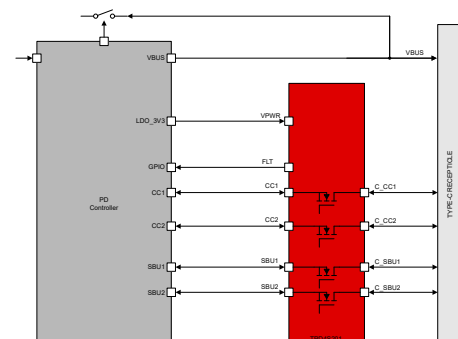 VBUS
VBUS
LDO_3V3
VPWR
GPIO
FLT
CC1
CC1
C_CC1
PD
Controller
CC2
CC2
C_CC2
SBU1
SBU1
C_SBU1
SBU2
SBU2
C_SBU2
TYPE-C RECEPTICLE